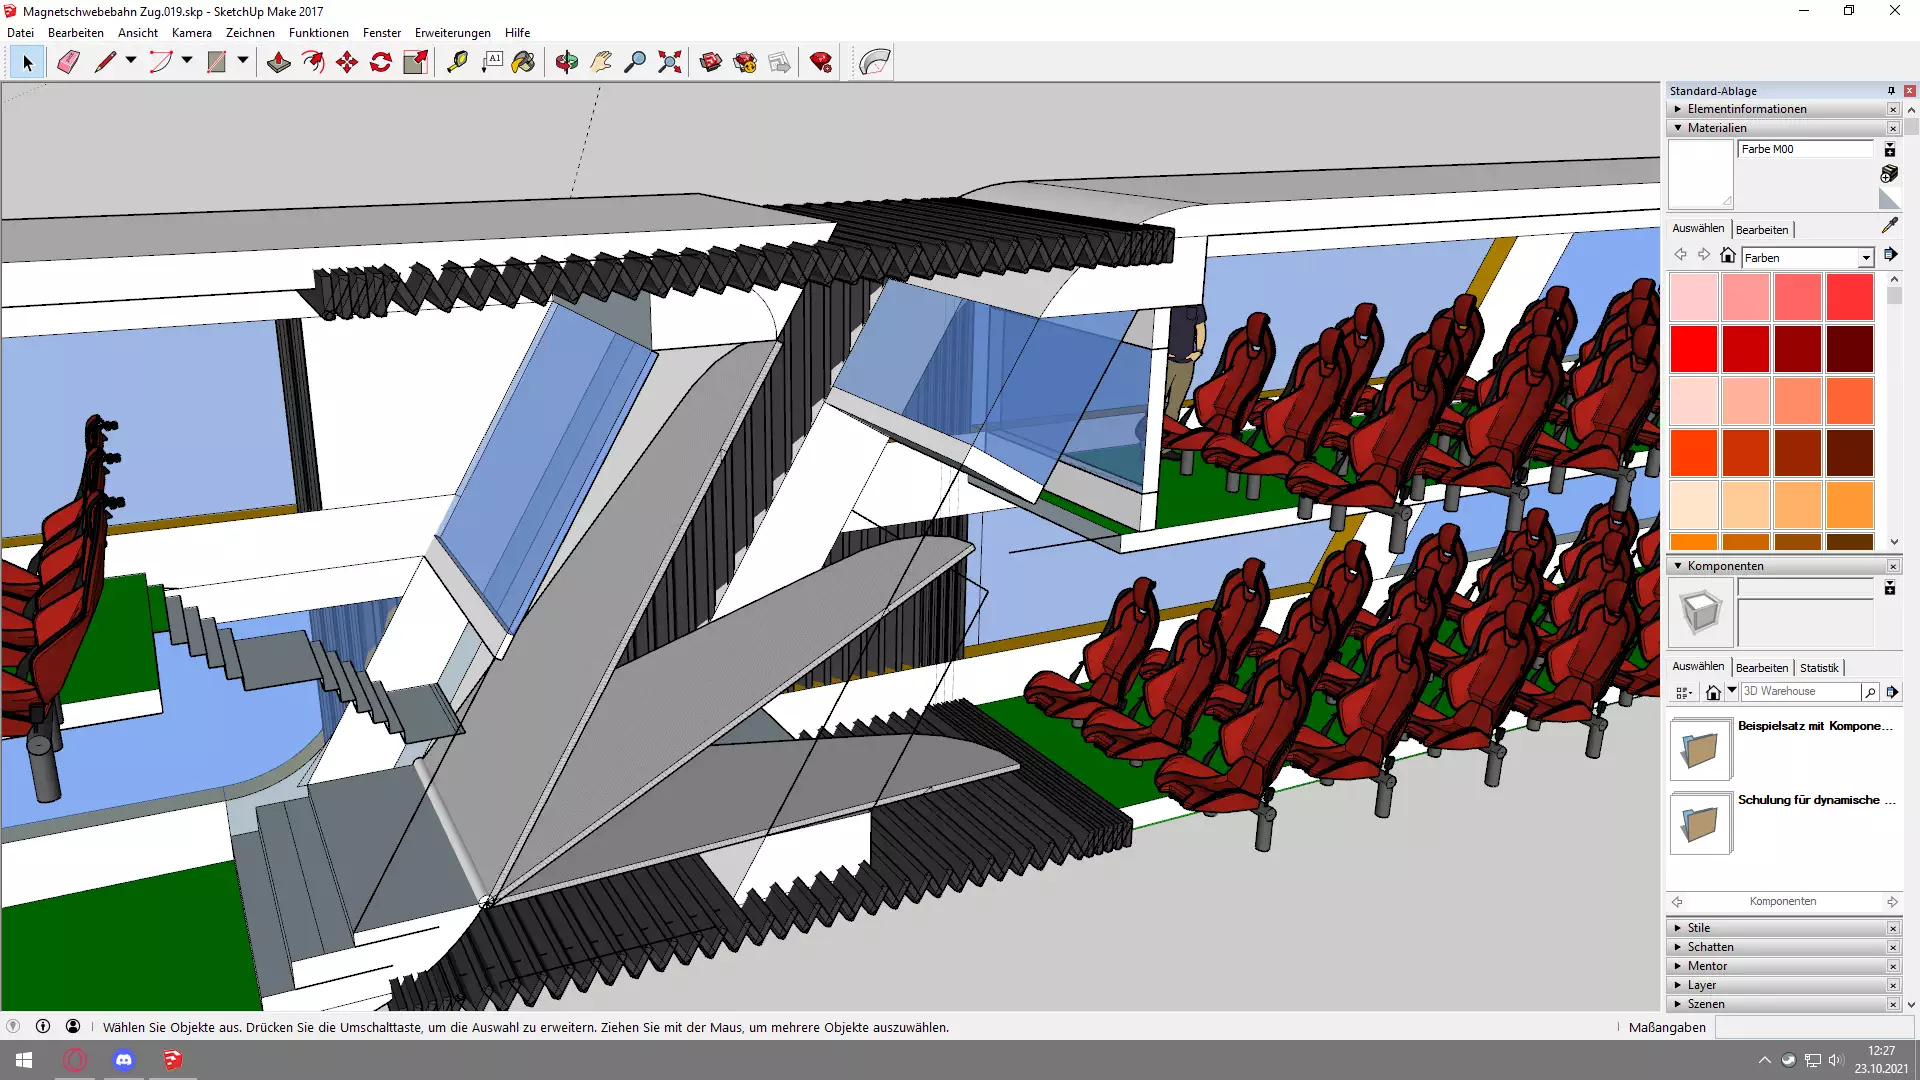 Magnetschwebebahn Zug.019.skp - SketchUp Make 2017
Datei Bearbeiten Ansicht Kamera Zeichnen Funktionen Fenster Erweiterungen Hilfe
A1
Standard-Ablage
Elementinformationen
Materialien
Farbe M00
Auswählen Bearbeiten
Farben
Komponenten
Auswählen Bearbeiten Statistik
3D Warehouse
Beispielsatz mit Kompone...
Schulung für dynamische ...
Komponenten
Stile
Schatten
Mentor
Layer
Szenen
Wählen Sie Objekte aus. Drücken Sie die Umschalttaste, um die Auswahl zu erweitern. Ziehen Sie mit der Maus, um mehrere Objekte auszuwählen.
Maßangaben
12:27
23.10.2021